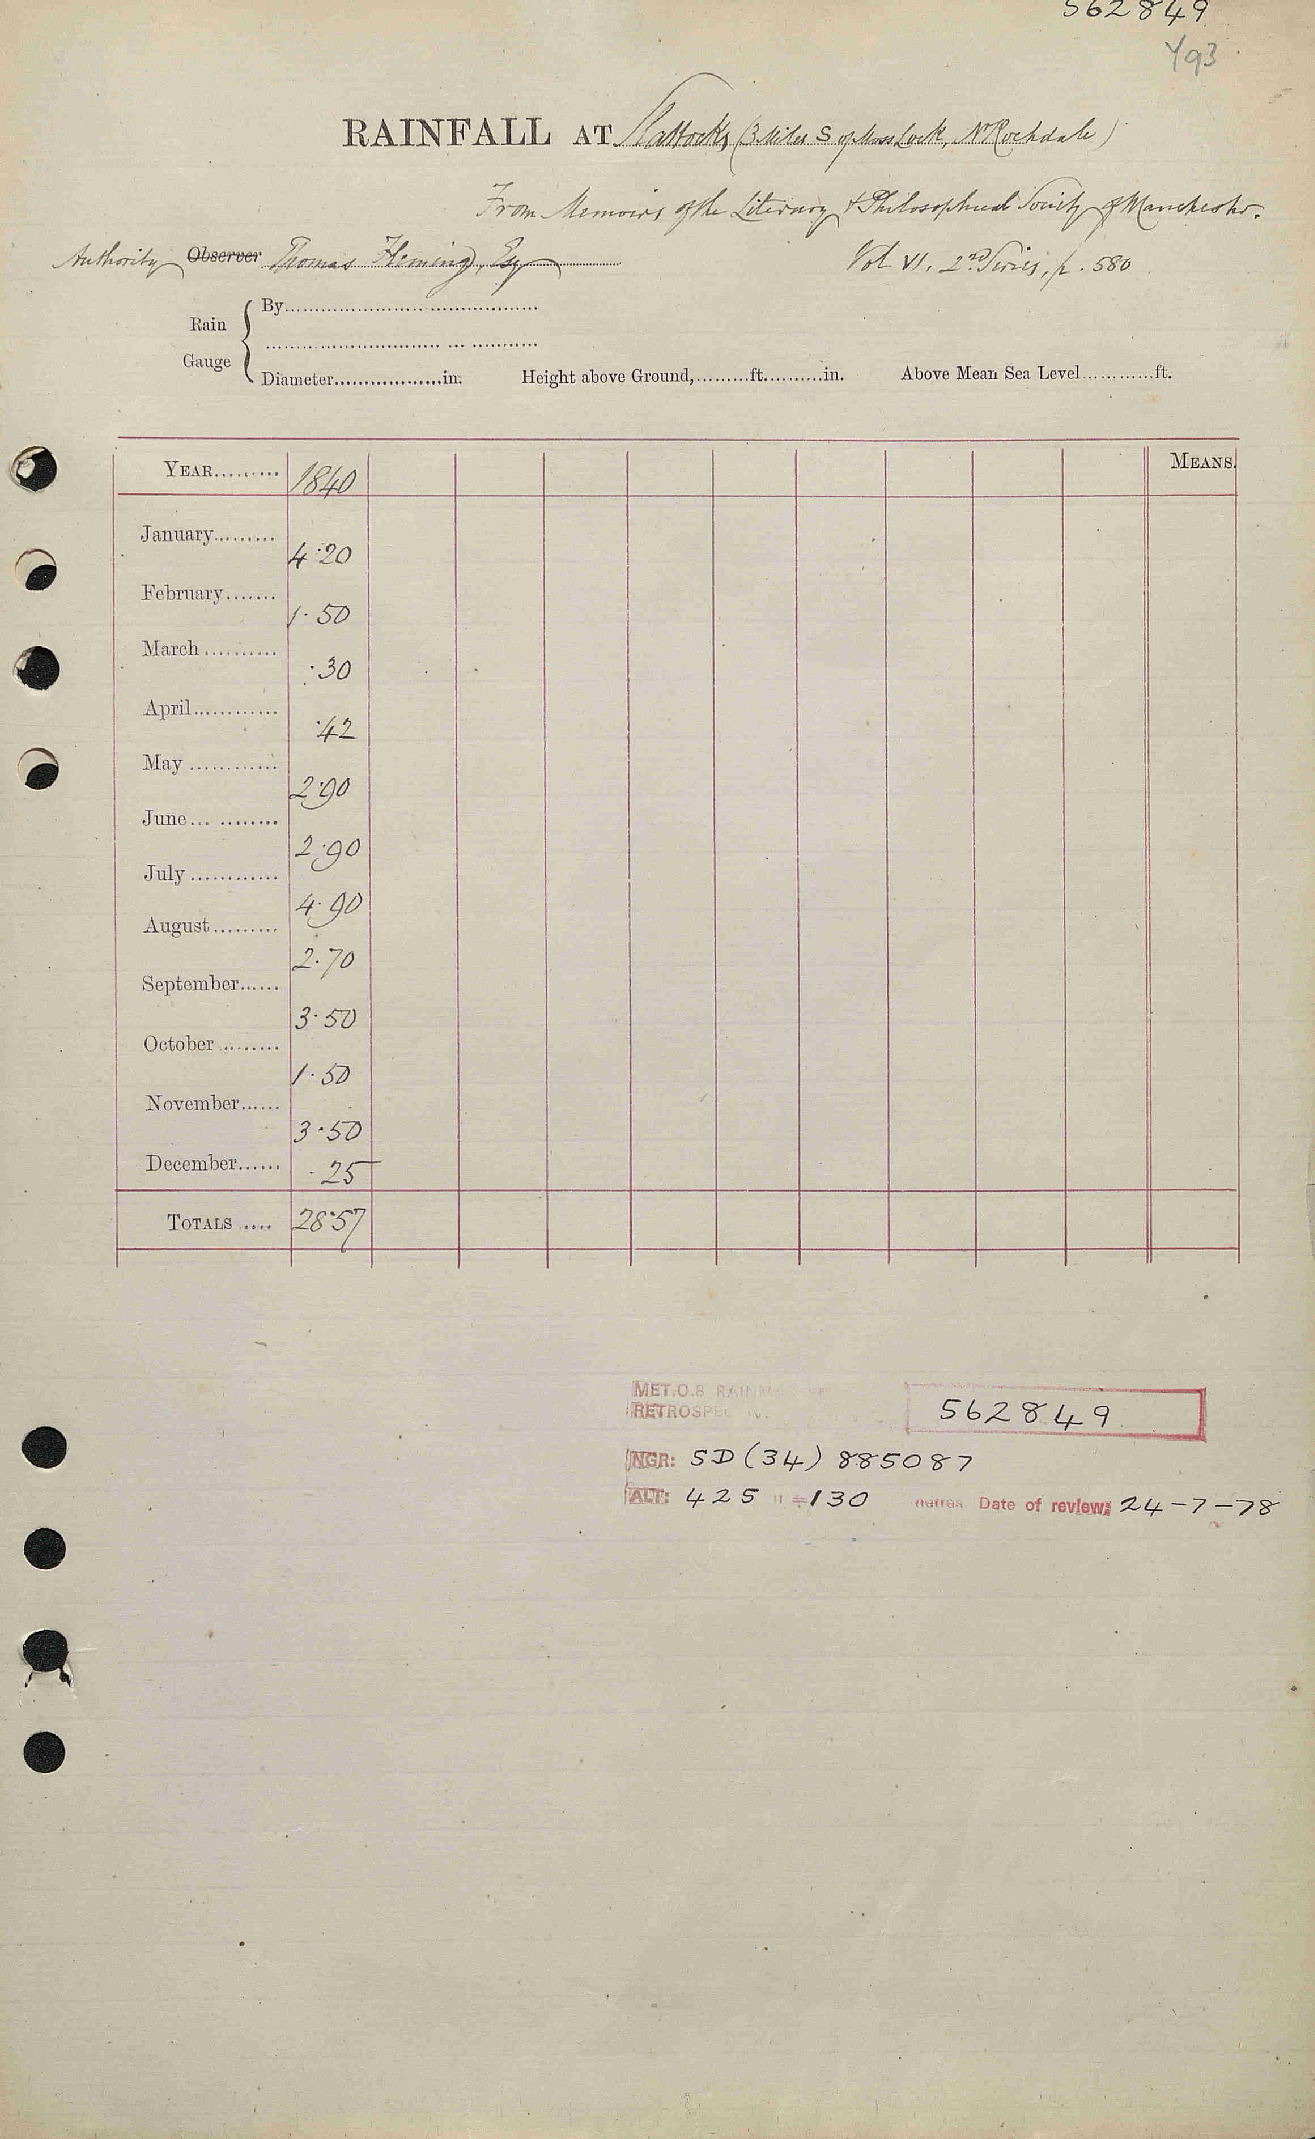 562849
Y93
RAINFALL AT Slattocks (3 Miles S of Moss Lock, Nr Rochdale)
From Memoirs of the Literary & Philosophical Society of Manchester.
Authority Observer Thomas Fleming, Esq
Vol VI. 2nd Series, p. 580
Rain Gauge
By
Diameter in. Height above Ground, ft. in. Above Mean Sea Level ft.
YEAR 1840 MEANS.
January 4.20
February 1.50
March .30
April .42
May 2.90
June 2.90
July 4.90
August 2.70
September 3.50
October 1.50
November 3.50
December .25
TOTALS 28.57
MET.O.8
562849
NGR: SD (34) 885087
ALT: 425 130 metres Date of review: 24-7-78